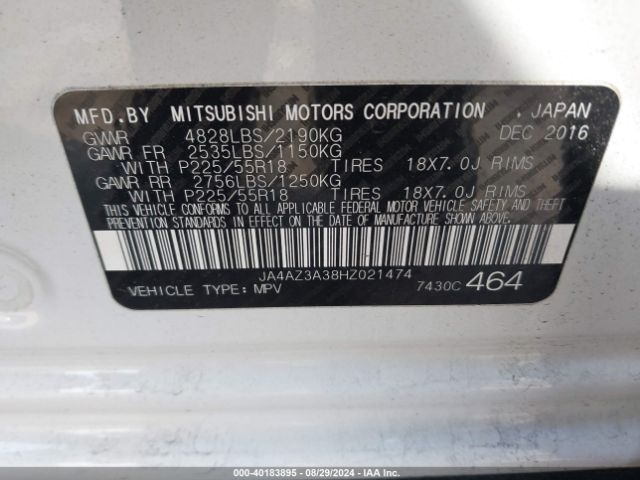 MFD.BY MITSUBISHI MOTORS CORPORATION , JAPAN
GVWR 4828LBS/2190KG DEC 2016
GAWR FR 2535LBS/1150KG
WITH P225/55R18 TIRES 18X7.0J RIMS
GAWR RR 2756LBS/1250KG
WITH P225/55R18 TIRES 18X7.0J RIMS
THIS VEHICLE CONFORMS TO ALL APPLICABLE FEDERAL MOTOR VEHICLE SAFETY AND THEFT
PREVENTION STANDARDS IN EFFECT ON THE DATE OF MANUFACTURE SHOWN ABOVE.
JA4AZ3A38HZ021474
VEHICLE TYPE: MPV 7430C 464
000-40183895 - 08/29/2024 - IAAI.COM